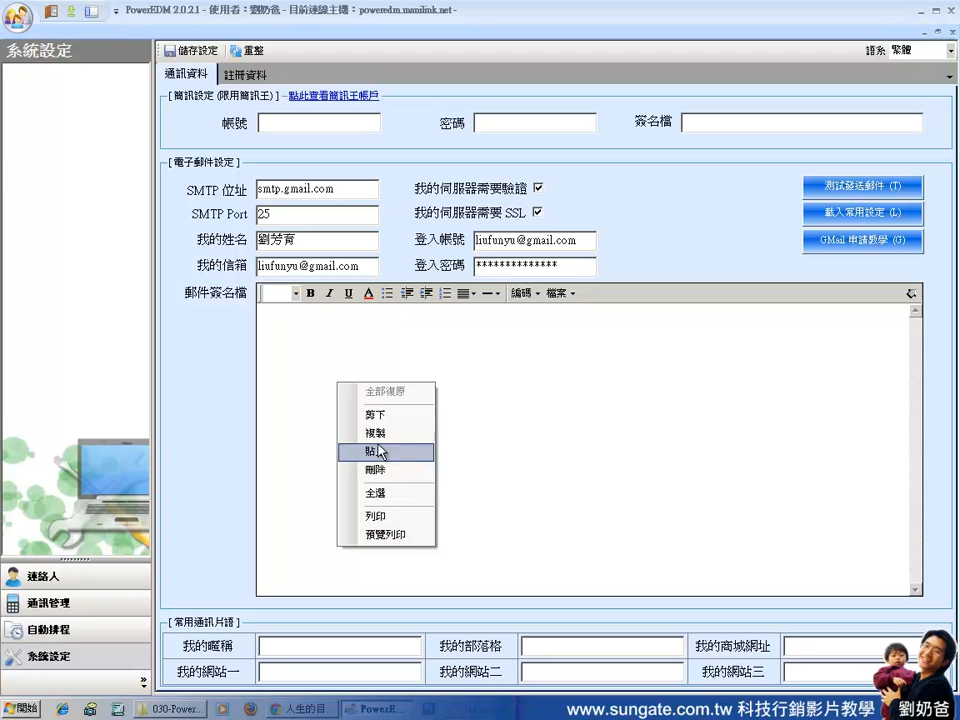 PowerEDM 2.0.2.1 - 使用者：劉奶爸 - 目前連線主機：poweredm.manilink.net -
系統設定
儲存設定 重整 語系 繁體
通訊資料 註冊資料
[ 簡訊設定 (限用簡訊王) ] - 點此查看簡訊王帳戶
帳號 密碼 簽名檔
[ 電子郵件設定 ]
SMTP 位址 smtp.gmail.com 我的伺服器需要驗證 測試發送郵件 (T)
SMTP Port 25 我的伺服器需要 SSL 載入常用設定 (L)
我的姓名 劉芳育 登入帳號 liufunyu@gmail.com GMail 申請教學 (G)
我的信箱 liufunyu@gmail.com 登入密碼 **************
郵件簽名檔 B I U A 編碼 檔案
全部復原
剪下
複製
貼
刪除
全選
列印
預覽列印
連絡人
通訊管理
自動排程
系統設定
[ 常用通訊片語 ]
我的暱稱 我的部落格 我的商城網址
我的網站一 我的網站二 我的網站三
開始 030-Power... 人生的目... PowerE...
www.sungate.com.tw 科技行銷影片教學 劉奶爸